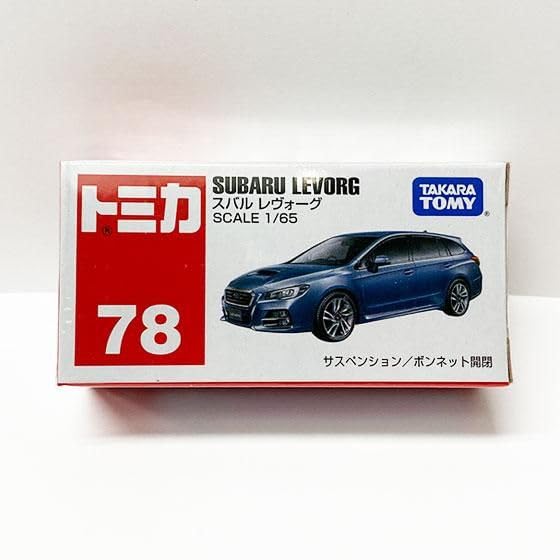 トミカ®
78
SUBARU LEVORG
スバル レヴォーグ
SCALE 1/65
TAKARA
TOMY®
サスペンション／ボンネット開閉